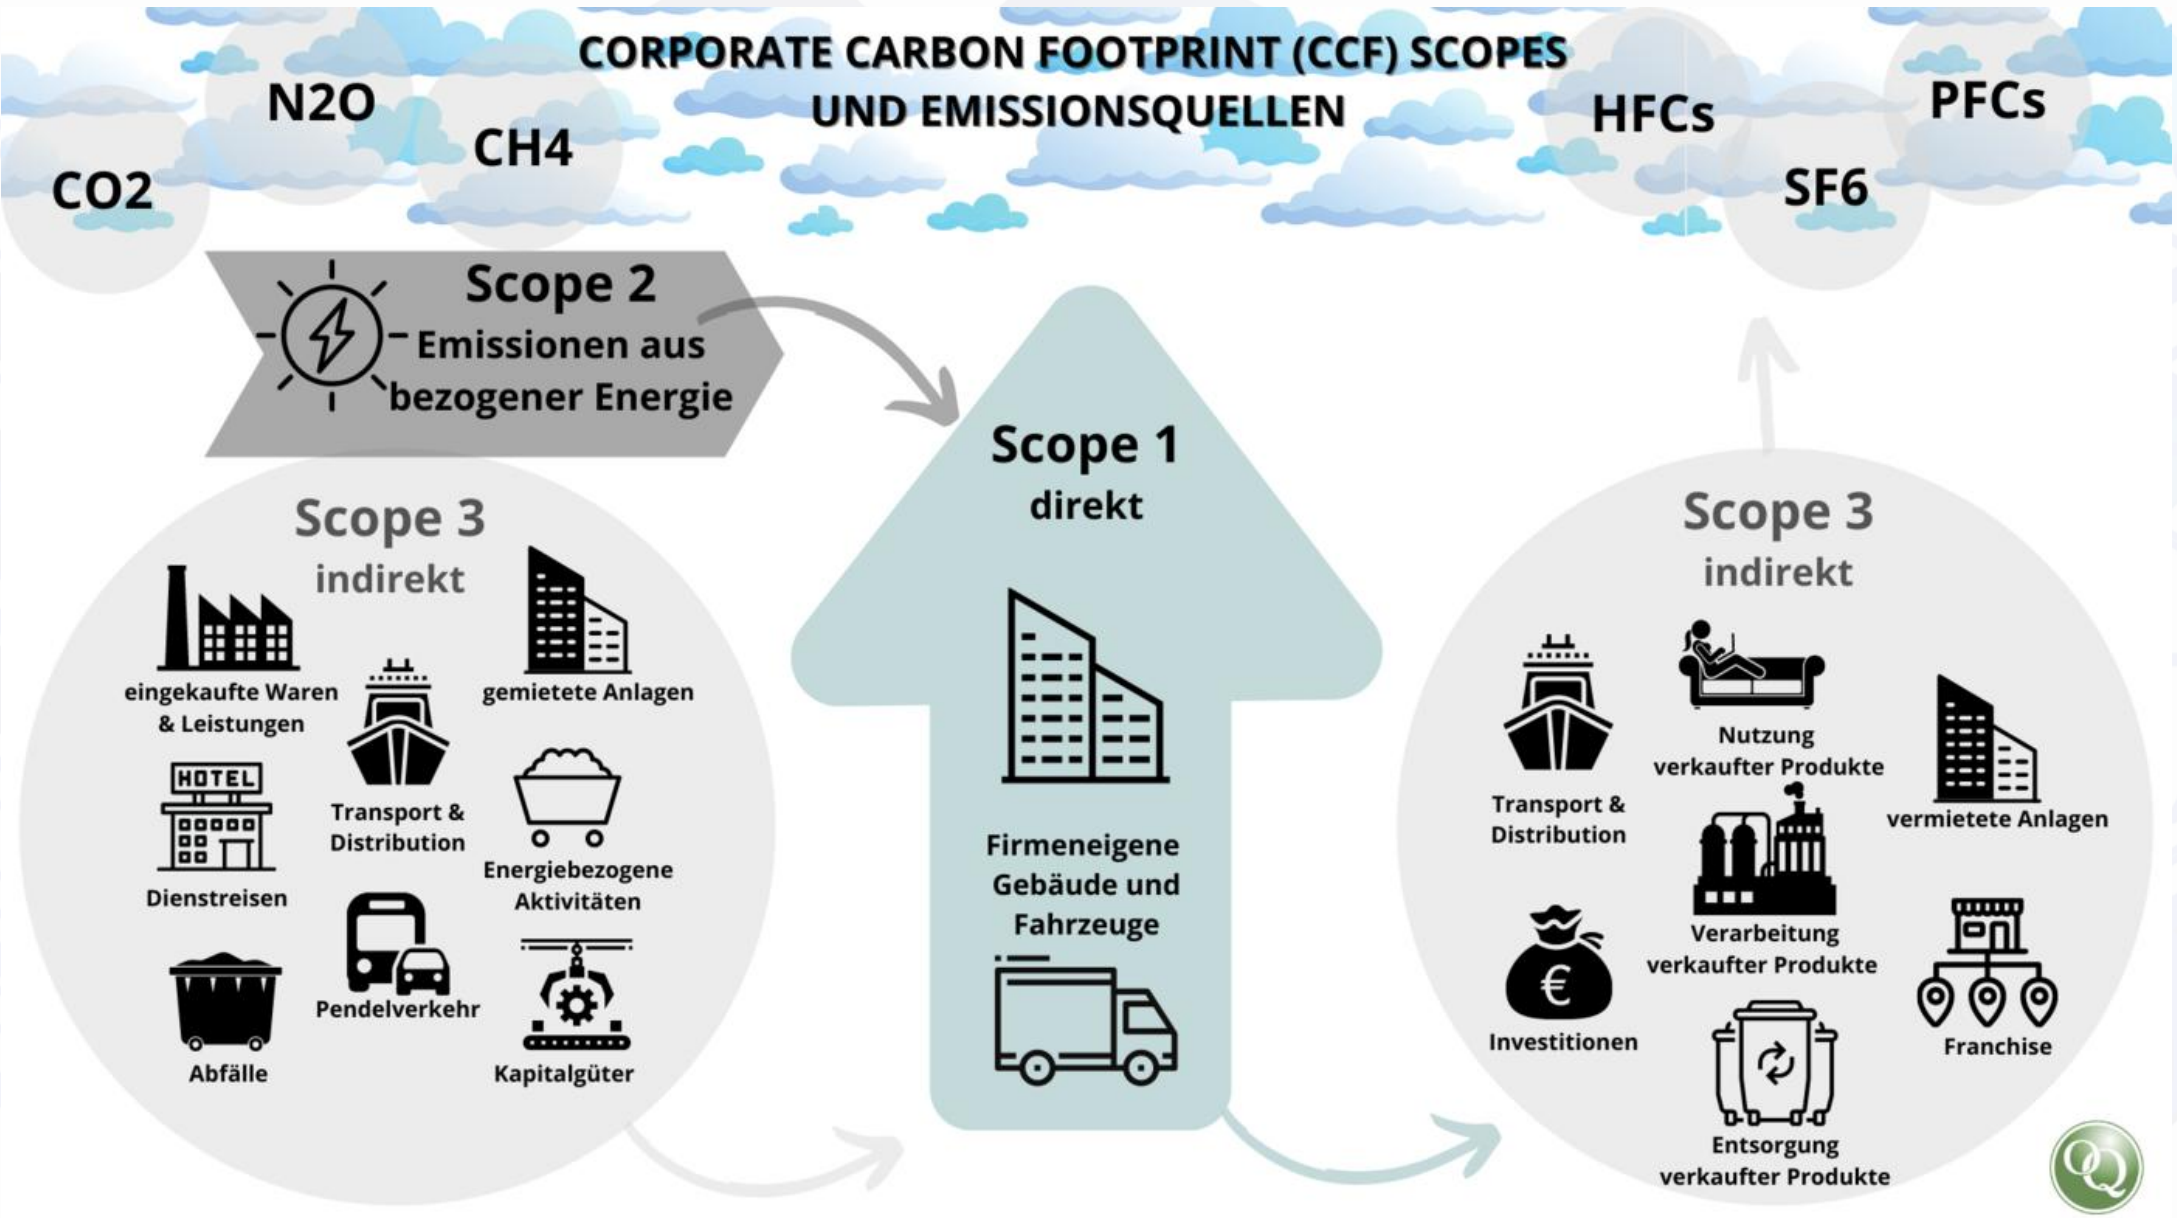 CORPORATE CARBON FOOTPRINT (CCF) SCOPES
UND EMISSIONSQUELLEN
CO2
N2O
CH4
HFCs
SF6
PFCs
Scope 2
Emissionen aus
bezogener Energie
Scope 3
indirekt
eingekaufte Waren
& Leistungen
gemietete Anlagen
Transport &
Distribution
HOTEL
Dienstreisen
Energiebezogene
Aktivitäten
Pendelverkehr
Abfälle
Kapitalgüter
Scope 1
direkt
Firmeneigene
Gebäude und
Fahrzeuge
Scope 3
indirekt
Transport &
Distribution
Nutzung
verkaufter Produkte
vermietete Anlagen
Verarbeitung
verkaufter Produkte
€
Investitionen
Franchise
Entsorgung
verkaufter Produkte